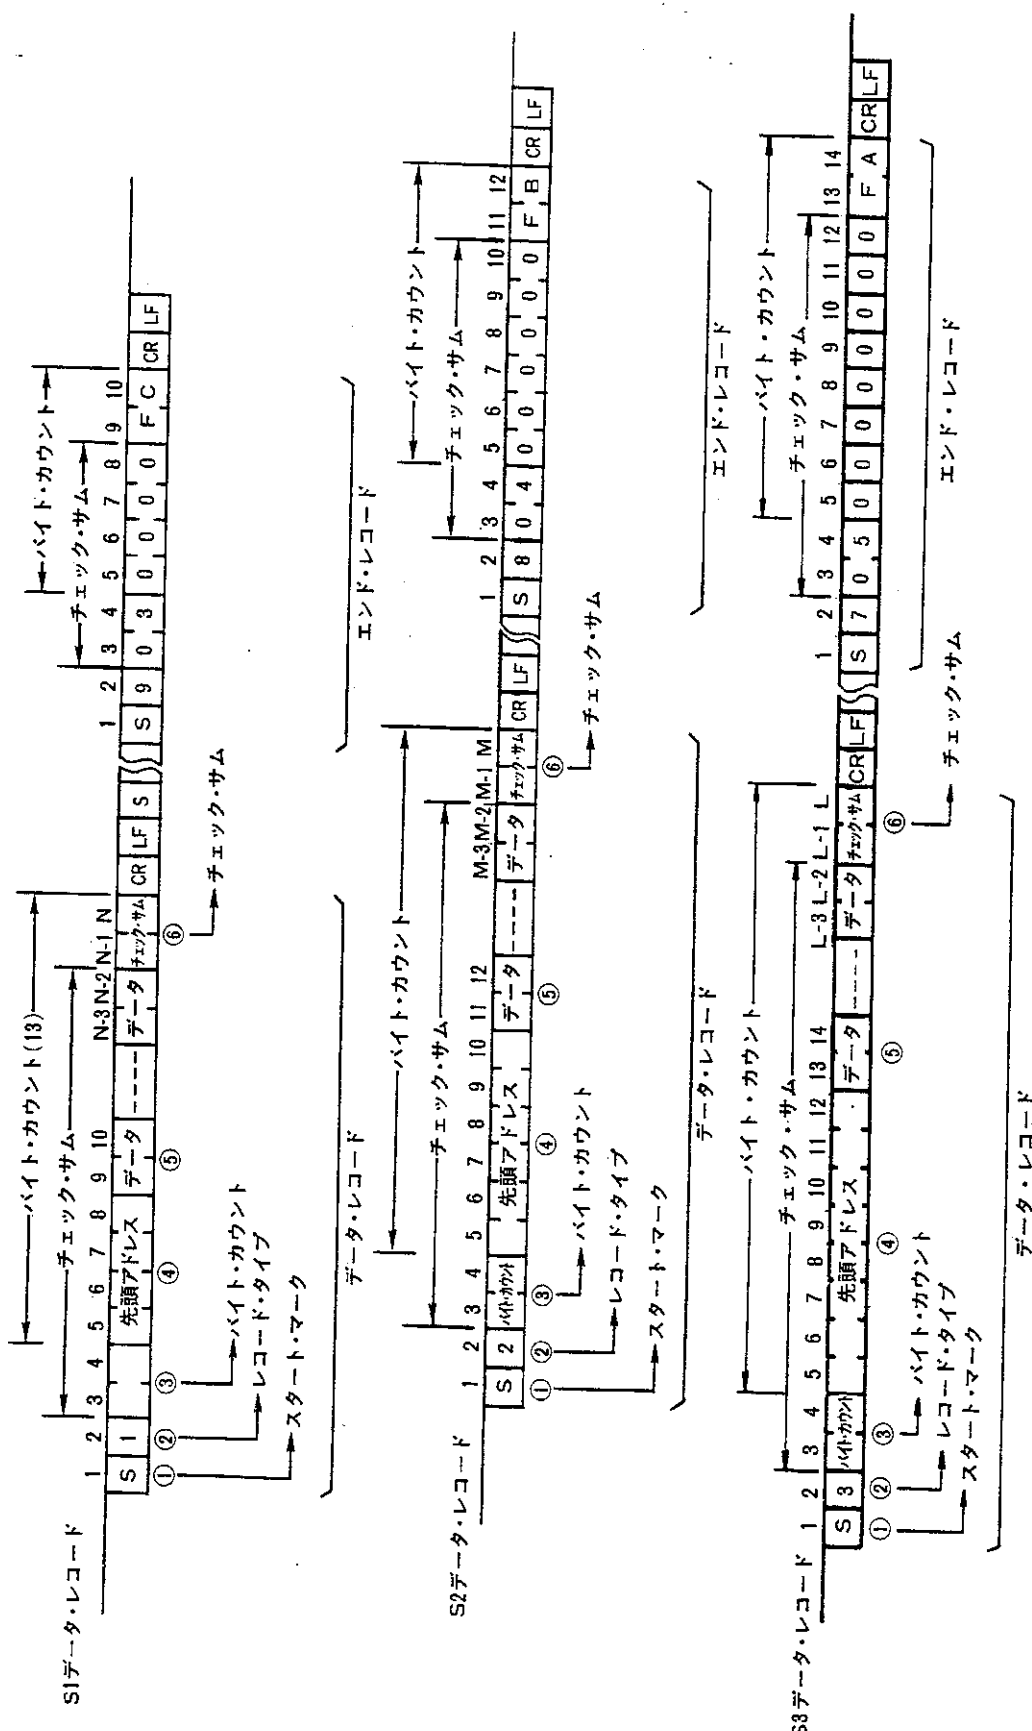 S1データ・レコード
バイト・カウント(13)
チェック・サム
1 2 3 4 5 6 7 8 9 10 N-3 N-2 N-1 N
S 1 先頭アドレス データ ---- データ チェック・サム CR LF S
① ② ③ ④ ⑤ ⑥
バイト・カウント
レコード・タイプ
スタート・マーク
チェック・サム
データ・レコード
バイト・カウント
チェック・サム
1 2 3 4 5 6 7 8 9 10
S 9 0 3 0 0 0 0 F C CR LF
エンド・レコード
S2データ・レコード
バイト・カウント
チェック・サム
1 2 3 4 5 6 7 8 9 10 11 12 M-3 M-2 M-1 M
S 2 バイト・カウント 先頭アドレス データ ---- データ チェック・サム CR LF
① ② ③ ④ ⑤ ⑥
バイト・カウント
レコード・タイプ
スタート・マーク
チェック・サム
データ・レコード
バイト・カウント
チェック・サム
1 2 3 4 5 6 7 8 9 10 11 12
S 8 0 4 0 0 0 0 0 0 F B CR LF
エンド・レコード
S3データ・レコード
バイト・カウント
チェック・サム
1 2 3 4 5 6 7 8 9 10 11 12 13 14 L-3 L-2 L-1 L
S 3 バイト・カウント 先頭アドレス データ ---- データ チェック・サム CR LF
① ② ③ ④ ⑤ ⑥
バイト・カウント
レコード・タイプ
スタート・マーク
チェック・サム
データ・レコード
バイト・カウント
チェック・サム
1 2 3 4 5 6 7 8 9 10 11 12 13 14
S 7 0 5 0 0 0 0 0 0 0 0 F A CR LF
エンド・レコード